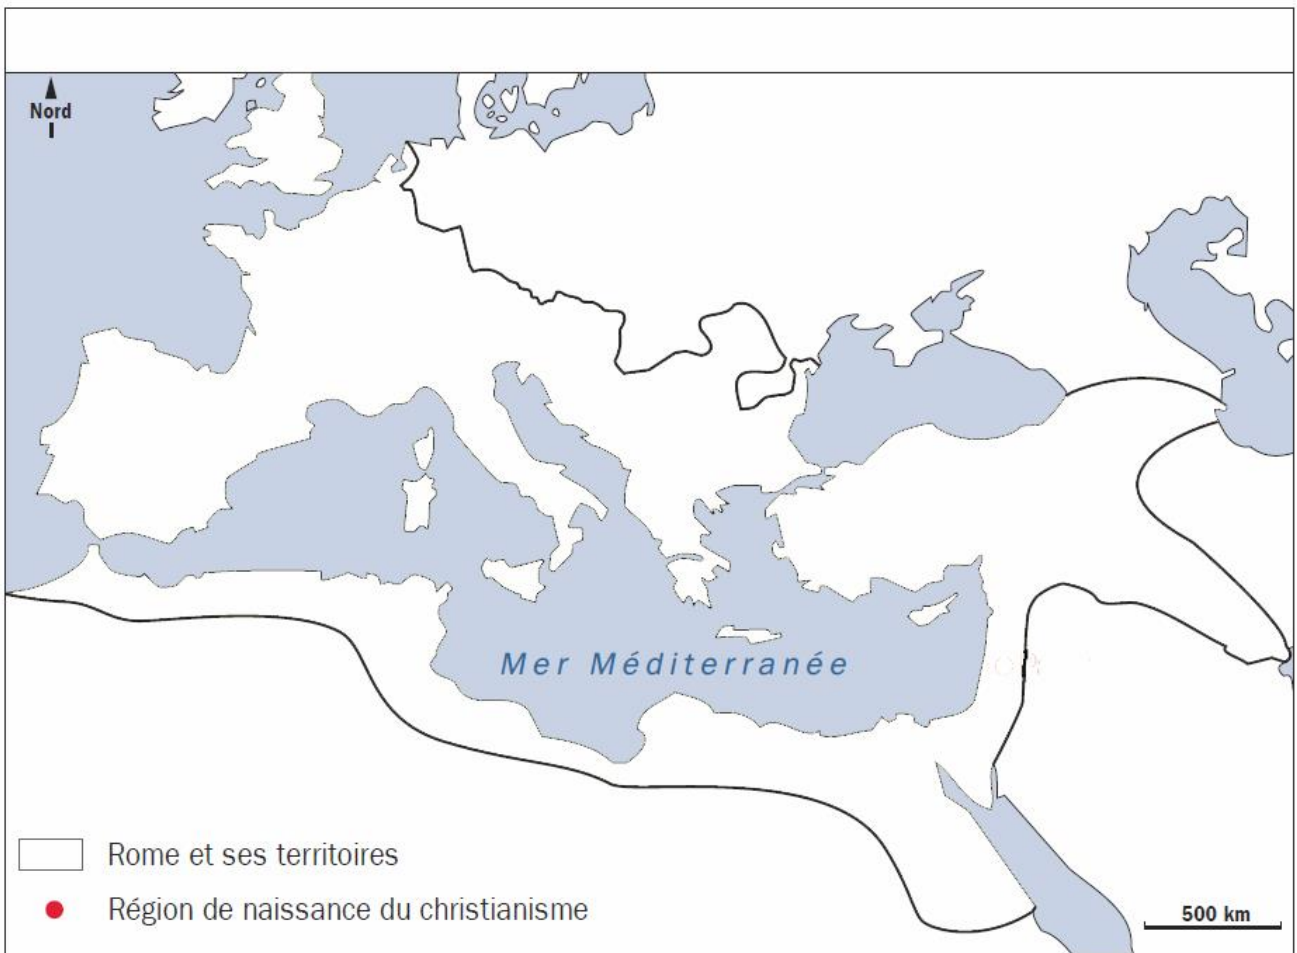 Nord
Mer Méditerranée
Rome et ses territoires
Région de naissance du christianisme
500 km